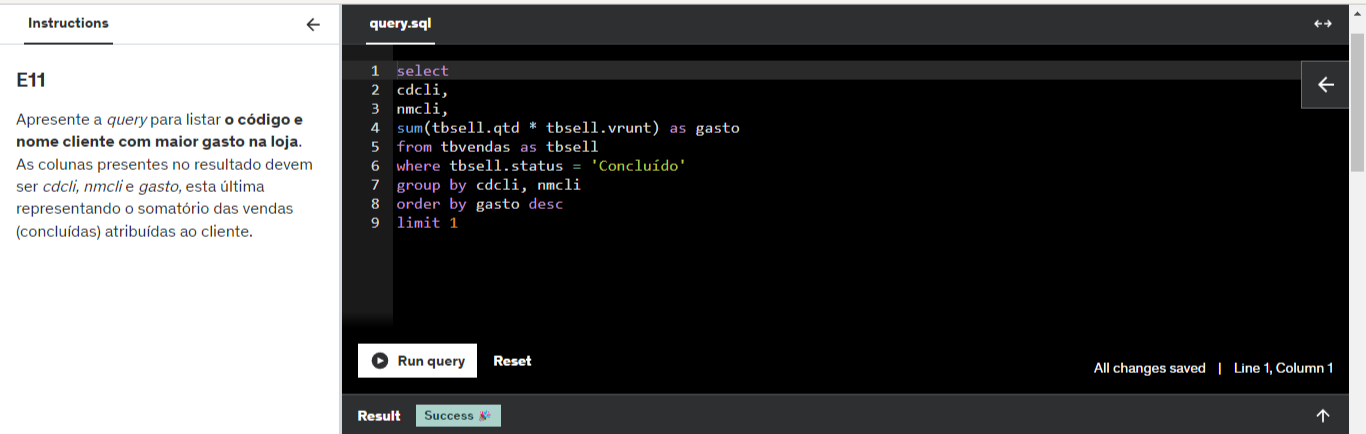 Instructions
E11
Apresente a query para listar o código e
nome cliente com maior gasto na loja.
As colunas presentes no resultado devem
ser cdcli, nmcli e gasto, esta última
representando o somatório das vendas
(concluídas) atribuídas ao cliente.
query.sql
1 select
2 cdcli,
3 nmcli,
4 sum(tbsell.qtd * tbsell.vrunt) as gasto
5 from tbvendas as tbsell
6 where tbsell.status = 'Concluído'
7 group by cdcli, nmcli
8 order by gasto desc
9 limit 1
Run query Reset
All changes saved | Line 1, Column 1
Result Success 🎉